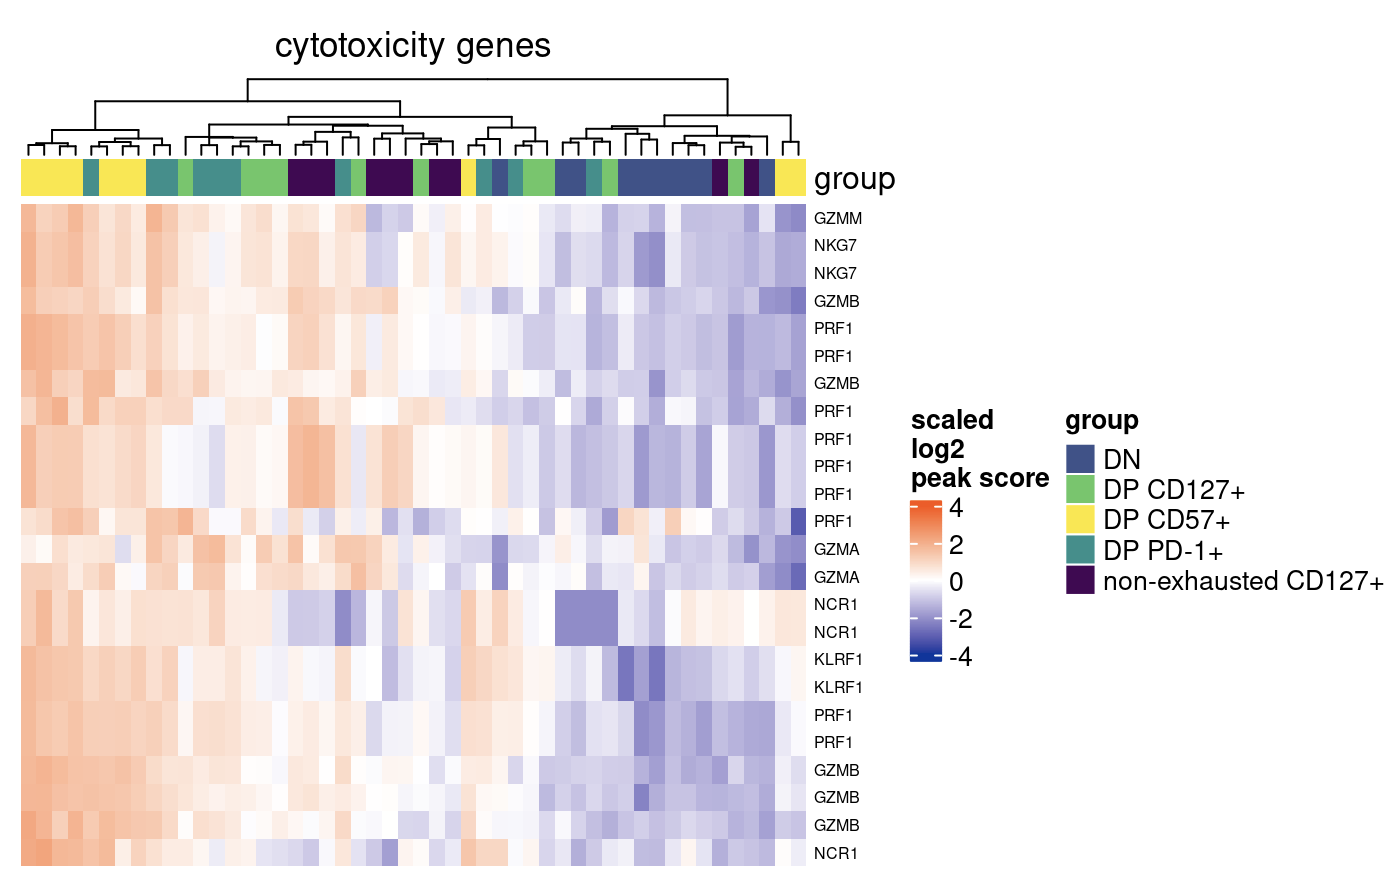 cytotoxicity genes
group
GZMM
NKG7
NKG7
GZMB
PRF1
PRF1
GZMB
PRF1
PRF1
PRF1
PRF1
PRF1
GZMA
GZMA
NCR1
NCR1
KLRF1
KLRF1
PRF1
PRF1
GZMB
GZMB
GZMB
NCR1
scaled
log2
peak score
4
2
0
-2
-4
group
DN
DP CD127+
DP CD57+
DP PD-1+
non-exhausted CD127+